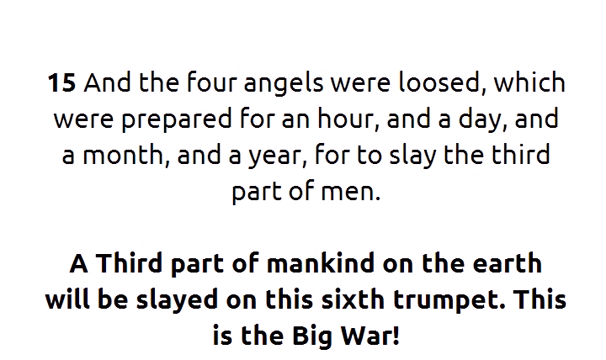 15 And the four angels were loosed, which
were prepared for an hour, and a day, and
a month, and a year, for to slay the third
part of men.
A Third part of mankind on the earth
will be slayed on this sixth trumpet. This
is the Big War!